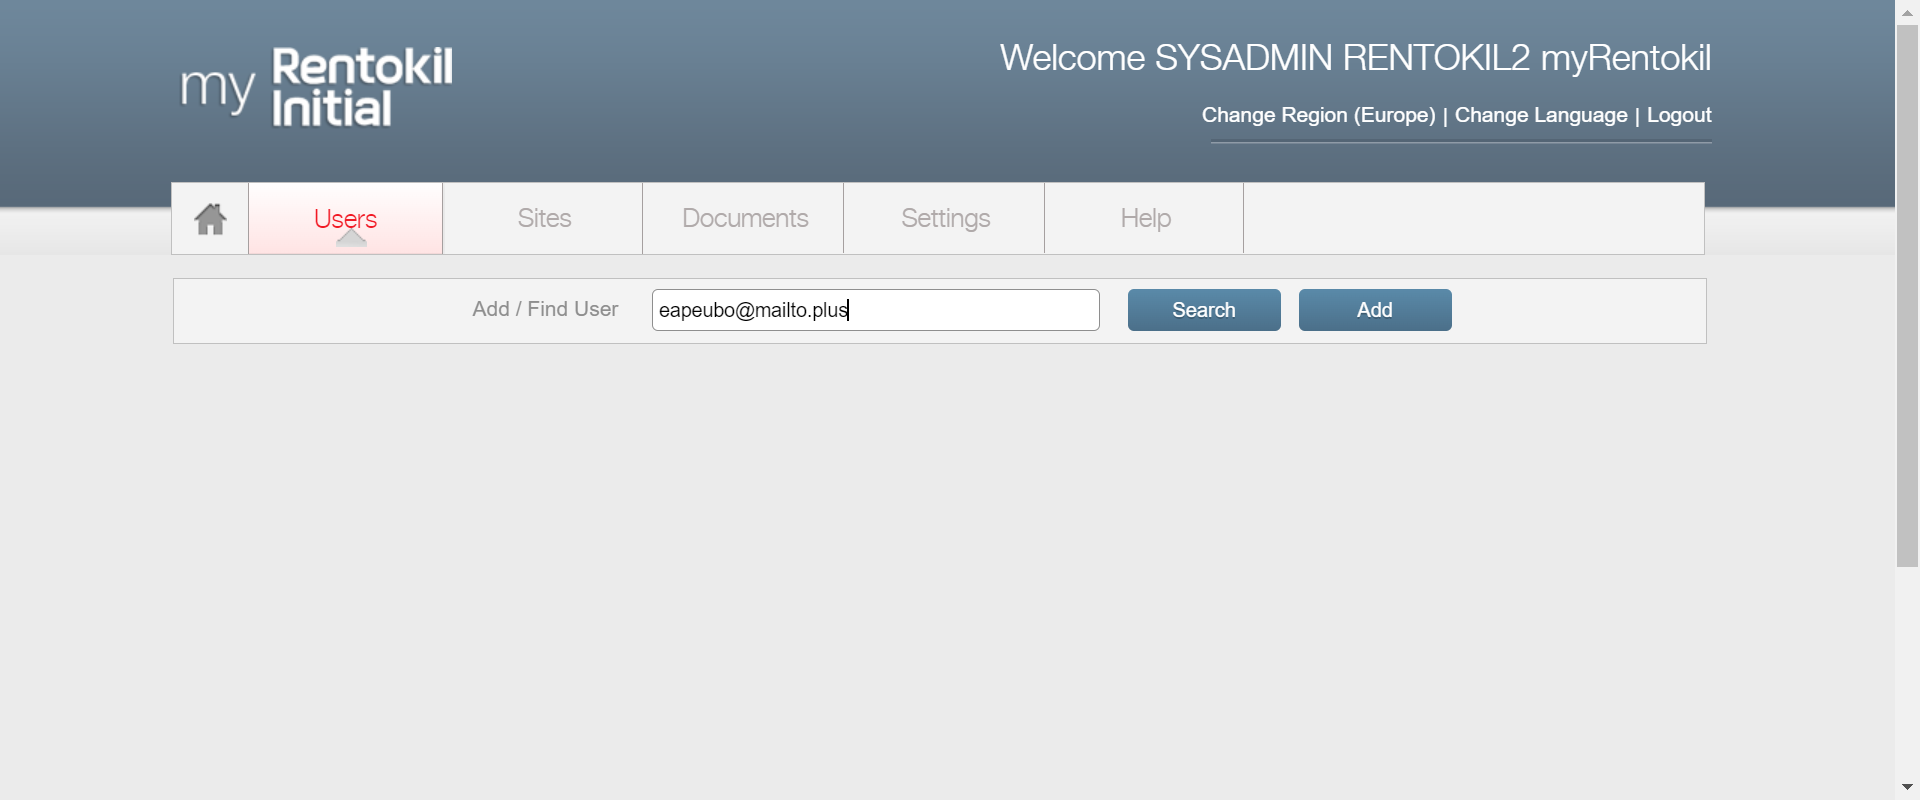 my Rentokil Initial
Welcome SYSADMIN RENTOKIL2 myRentokil
Change Region (Europe) | Change Language | Logout
Users Sites Documents Settings Help
Add / Find User eapeubo@mailto.plus Search Add